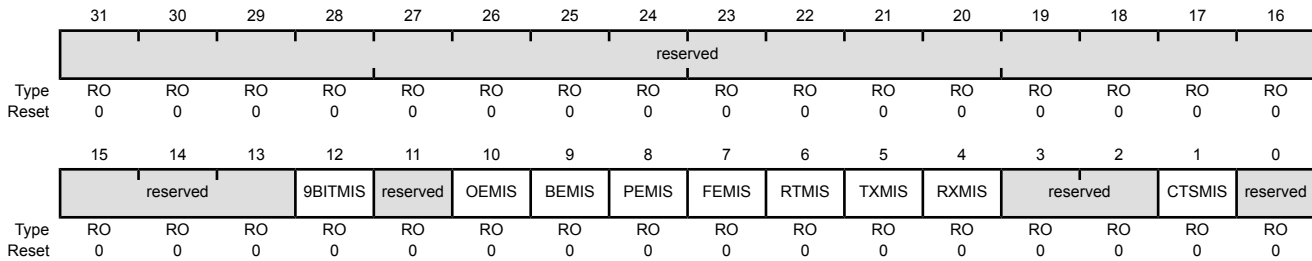 31 30 29 28 27 26 25 24 23 22 21 20 19 18 17 16
reserved
Type RO RO RO RO RO RO RO RO RO RO RO RO RO RO RO RO
Reset 0 0 0 0 0 0 0 0 0 0 0 0 0 0 0 0
15 14 13 12 11 10 9 8 7 6 5 4 3 2 1 0
reserved 9BITMIS reserved OEMIS BEMIS PEMIS FEMIS RTMIS TXMIS RXMIS reserved CTSMIS reserved
Type RO RO RO RO RO RO RO RO RO RO RO RO RO RO RO RO
Reset 0 0 0 0 0 0 0 0 0 0 0 0 0 0 0 0